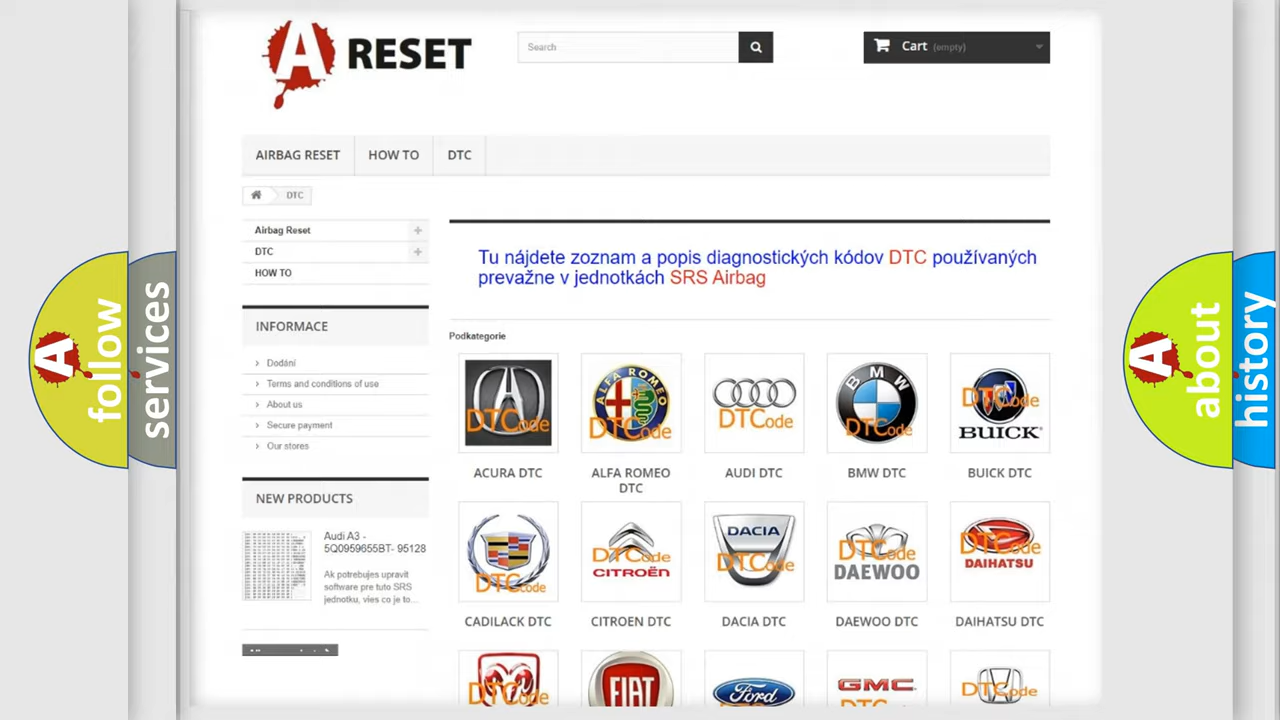 A RESET
Search
Cart (empty)
AIRBAG RESET
HOW TO
DTC
DTC
Airbag Reset
DTC
HOW TO
INFORMACE
Dodání
Terms and conditions of use
About us
Secure payment
Our stores
NEW PRODUCTS
Audi A3 -
5Q0959655BT- 95128
Ak potrebujes upravit
software pre tuto SRS
jednotku, vies co je to...
Tu nájdete zoznam a popis diagnostických kódov DTC používaných
prevažne v jednotkách SRS Airbag
Podkategorie
DTCode
ALFA ROMEO
DTCode
DTCode
BMW
DTCode
DTCode
BUICK
ACURA DTC
ALFA ROMEO
DTC
AUDI DTC
BMW DTC
BUICK DTC
DTCode
DTCode
CITROËN
DACIA
DTCode
DTCode
DAEWOO
DTCode
DAIHATSU
CADILACK DTC
CITROEN DTC
DACIA DTC
DAEWOO DTC
DAIHATSU DTC
DTCode
FIAT
Ford
GMC
DTCode
A follow
services
A about
history